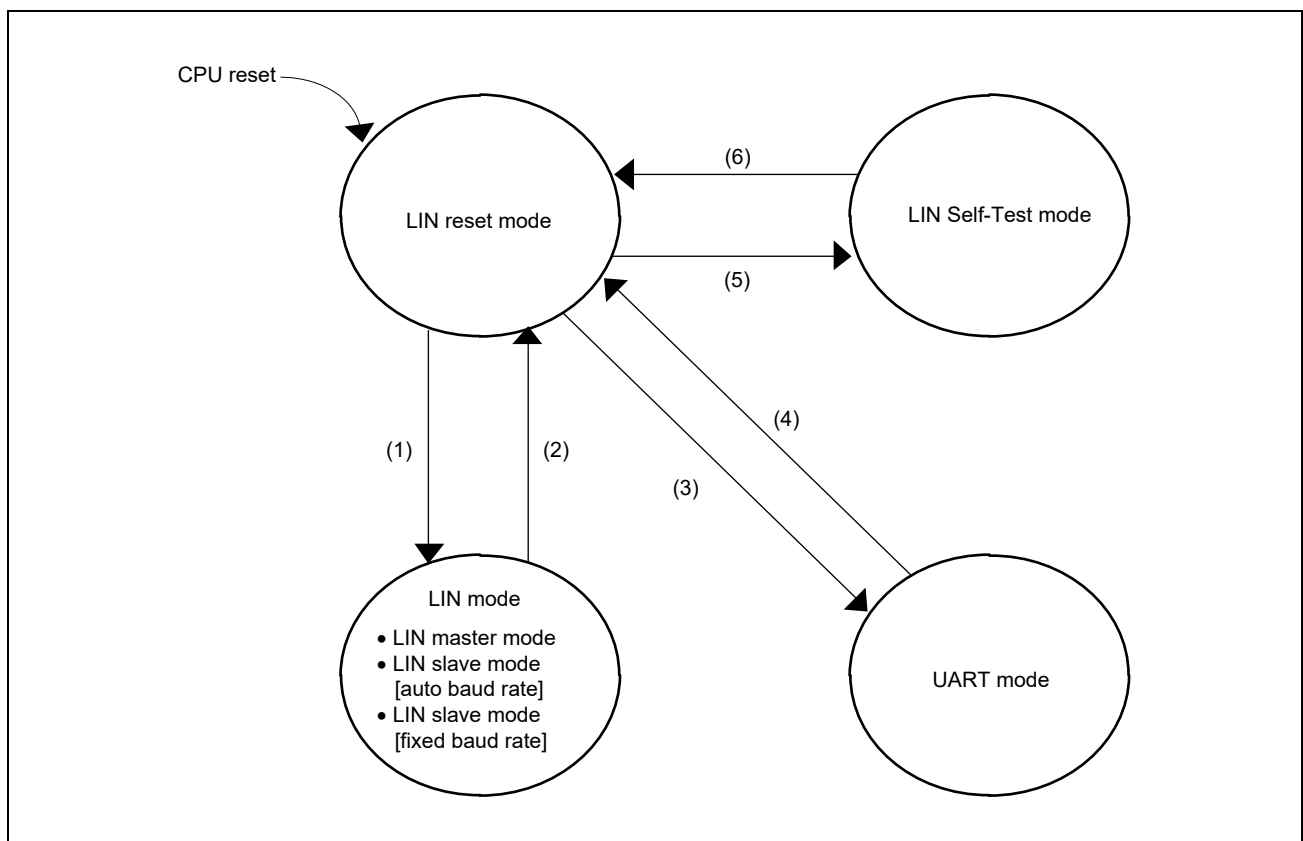 CPU reset
LIN reset mode
(6)
LIN Self-Test mode
(5)
(1)
(2)
(3)
(4)
LIN mode
• LIN master mode
• LIN slave mode
[auto baud rate]
• LIN slave mode
[fixed baud rate]
UART mode